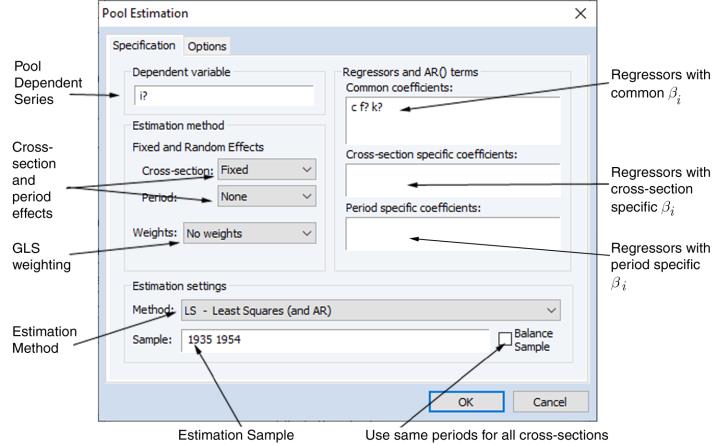 Pool Estimation
Specification Options
Dependent variable
i?
Estimation method
Fixed and Random Effects
Cross-section: Fixed
Period: None
Weights: No weights
Regressors and AR() terms
Common coefficients:
c f? k?
Cross-section specific coefficients:
Period specific coefficients:
Estimation settings
Method: LS - Least Squares (and AR)
Sample: 1935 1954
Balance
Sample
OK Cancel
Pool
Dependent
Series
Cross-
section
and
period
effects
GLS
weighting
Estimation
Method
Regressors with
common βi
Regressors with
cross-section
specific βi
Regressors with
period specific
βi
Estimation Sample
Use same periods for all cross-sections